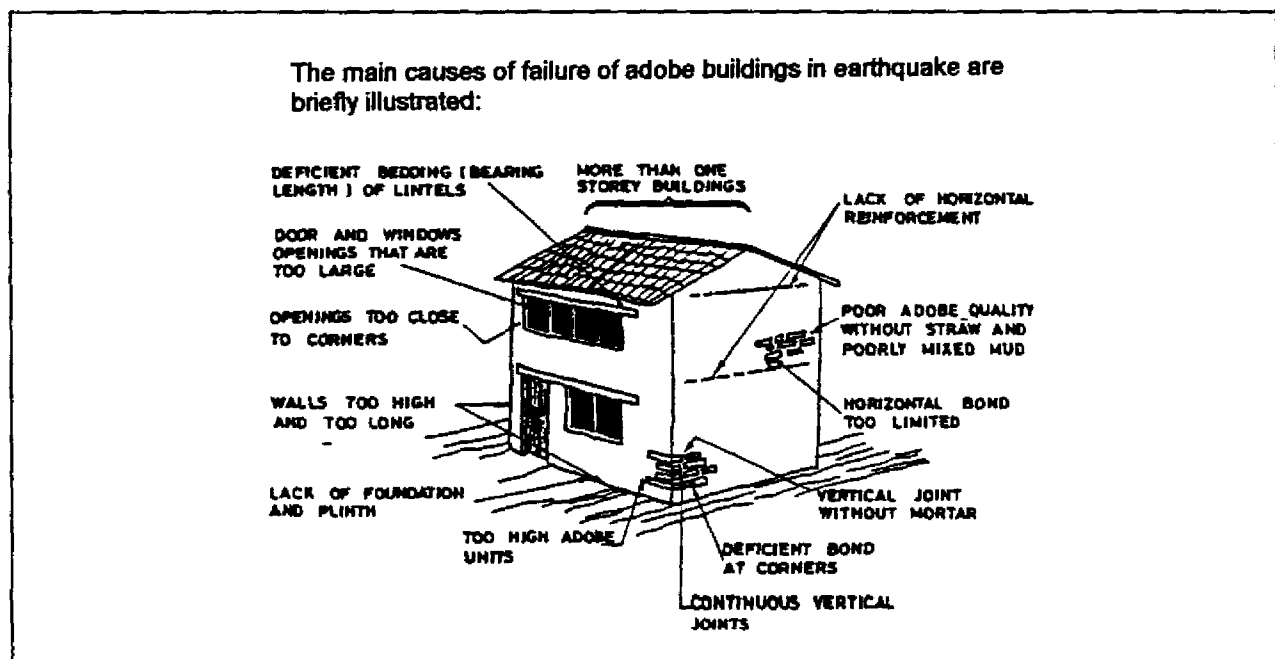 The main causes of failure of adobe buildings in earthquake are
briefly illustrated:
DEFICIENT BEDDING (BEARING
LENGTH) OF LINTELS
MORE THAN ONE
STOREY BUILDINGS
LACK OF HORIZONTAL
REINFORCEMENT
DOOR AND WINDOWS
OPENINGS THAT ARE
TOO LARGE
OPENINGS TOO CLOSE
TO CORNERS
POOR ADOBE QUALITY
WITHOUT STRAW AND
POORLY MIXED MUD
WALLS TOO HIGH
AND TOO LONG
HORIZONTAL BOND
TOO LIMITED
LACK OF FOUNDATION
AND PLINTH
VERTICAL JOINT
WITHOUT MORTAR
TOO HIGH ADOBE
UNITS
DEFICIENT BOND
AT CORNERS
CONTINUOUS VERTICAL
JOINTS